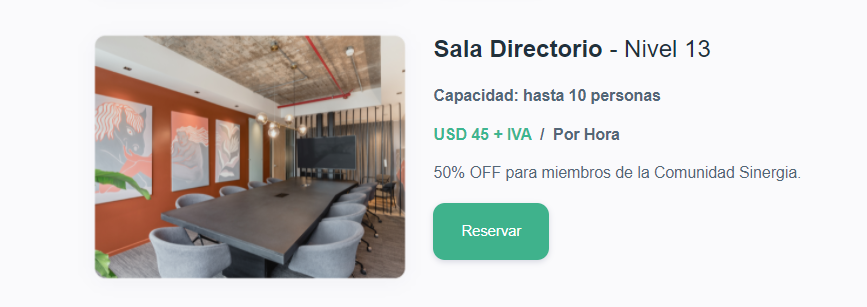 Sala Directorio - Nivel 13
Capacidad: hasta 10 personas
USD 45 + IVA / Por Hora
50% OFF para miembros de la Comunidad Sinergia.
Reservar